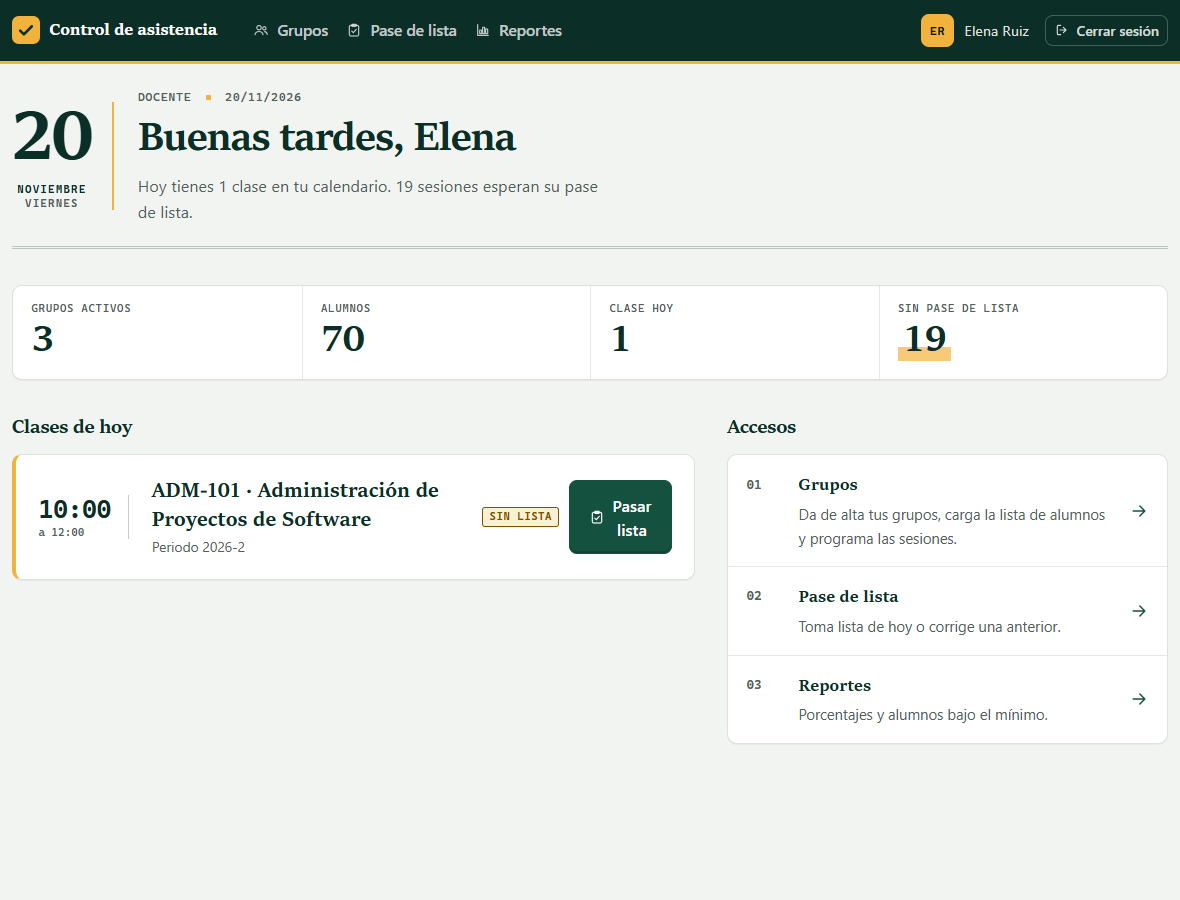 Control de asistencia
Grupos
Pase de lista
Reportes
ER
Elena Ruiz
Cerrar sesión
20
NOVIEMBRE
VIERNES
DOCENTE
20/11/2026
Buenas tardes, Elena
Hoy tienes 1 clase en tu calendario. 19 sesiones esperan su pase
de lista.
GRUPOS ACTIVOS
3
ALUMNOS
70
CLASE HOY
1
SIN PASE DE LISTA
19
Clases de hoy
10:00
a 12:00
ADM-101 · Administración de
Proyectos de Software
Periodo 2026-2
SIN LISTA
Pasar
lista
Accesos
01
Grupos
Da de alta tus grupos, carga la lista de alumnos
y programa las sesiones.
02
Pase de lista
Toma lista de hoy o corrige una anterior.
03
Reportes
Porcentajes y alumnos bajo el mínimo.